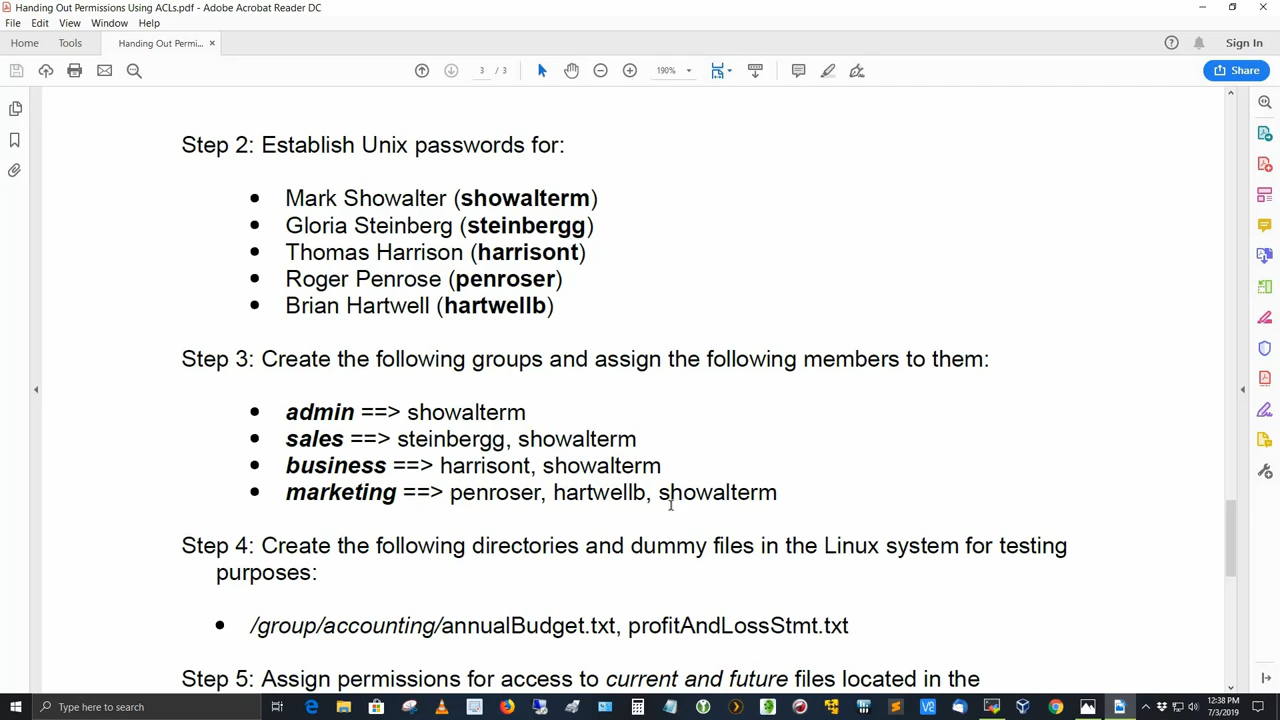 Handing Out Permissions Using ACLs.pdf - Adobe Acrobat Reader DC
File Edit View Window Help
Home Tools Handing Out Permi... × Sign In
3 / 3 190% Share
Step 2: Establish Unix passwords for:
• Mark Showalter (showalterm)
• Gloria Steinberg (steinbergg)
• Thomas Harrison (harrisont)
• Roger Penrose (penroser)
• Brian Hartwell (hartwellb)
Step 3: Create the following groups and assign the following members to them:
• admin ==> showalterm
• sales ==> steinbergg, showalterm
• business ==> harrisont, showalterm
• marketing ==> penroser, hartwellb, showalterm
Step 4: Create the following directories and dummy files in the Linux system for testing
purposes:
• /group/accounting/annualBudget.txt, profitAndLossStmt.txt
Step 5: Assign permissions for access to current and future files located in the
Type here to search
12:38 PM
7/3/2019